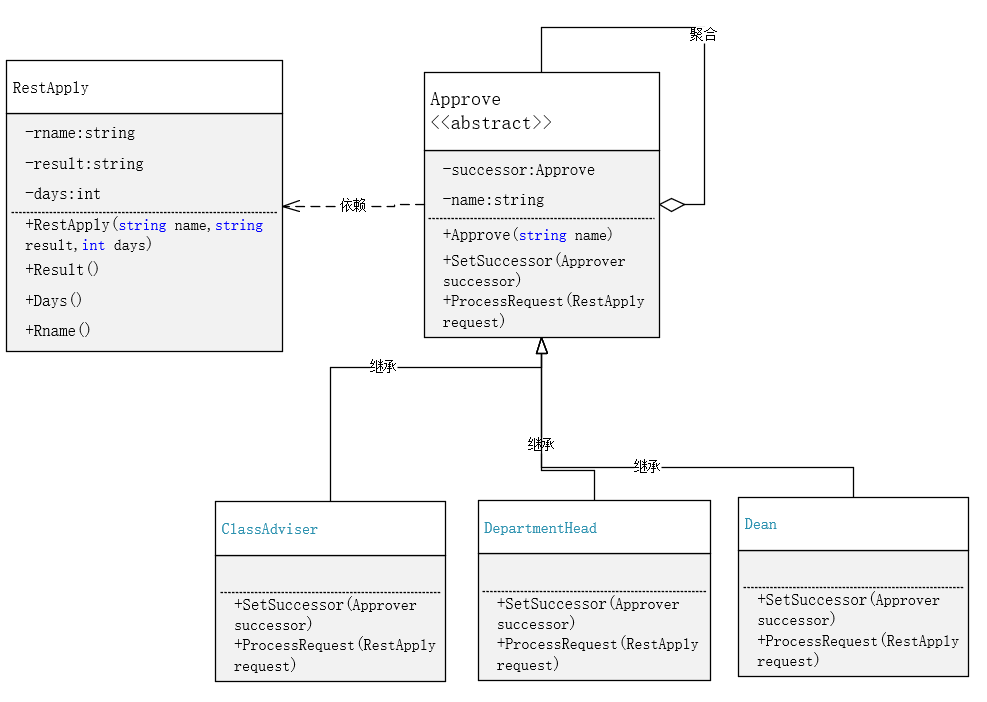 聚合
RestApply
-rname:string
-result:string
-days:int
+RestApply(string name,string
result,int days)
+Result()
+Days()
+Rname()
依赖
Approve
<<abstract>>
-successor:Approve
-name:string
+Approve(string name)
+SetSuccessor(Approver
successor)
+ProcessRequest(RestApply
request)
继承
继承
继承
ClassAdviser
+SetSuccessor(Approver
successor)
+ProcessRequest(RestApply
request)
DepartmentHead
+SetSuccessor(Approver
successor)
+ProcessRequest(RestApply
request)
Dean
+SetSuccessor(Approver
successor)
+ProcessRequest(RestApply
request)